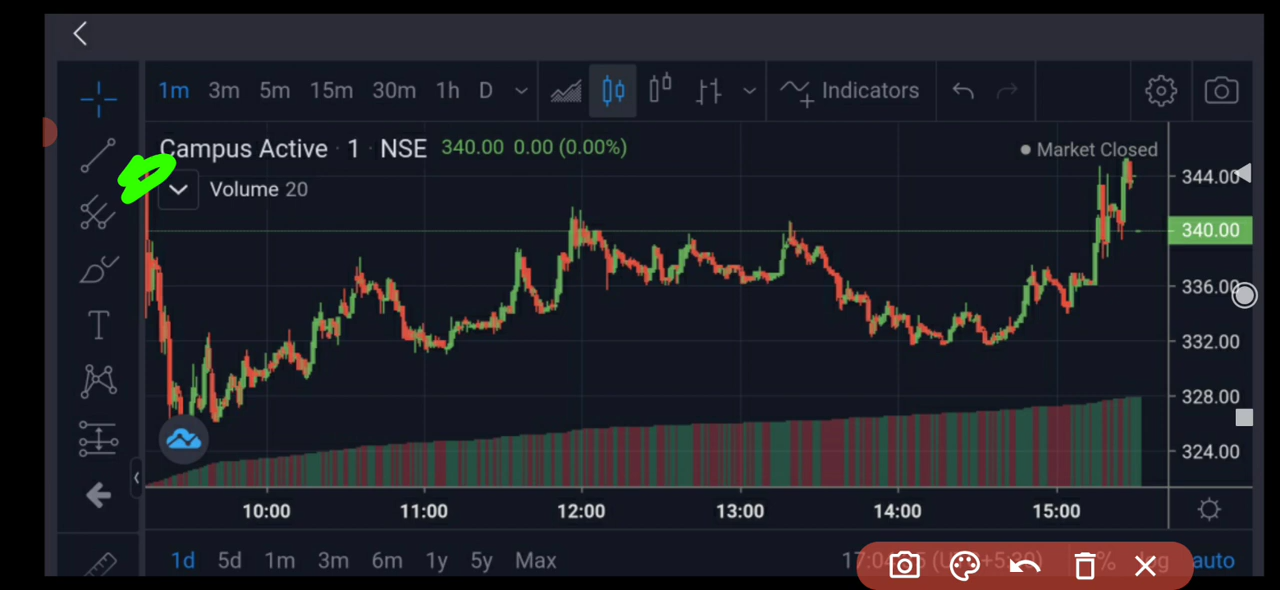 1m 3m 5m 15m 30m 1h D Indicators
Campus Active · 1 · NSE 340.00 0.00 (0.00%)
Market Closed
Volume 20
344.00
340.00
336.00
332.00
328.00
324.00
T
10:00 11:00 12:00 13:00 14:00 15:00
1d 5d 1m 3m 6m 1y 5y Max % log auto